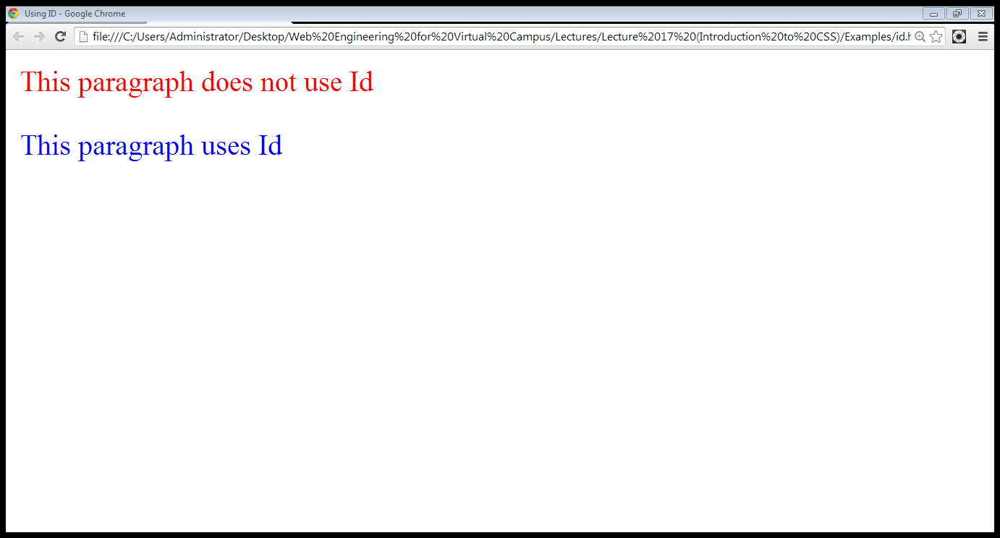 Using ID - Google Chrome
file:///C:/Users/Administrator/Desktop/Web%20Engineering%20for%20Virtual%20Campus/Lectures/Lecture%2017%20(Introduction%20to%20CSS)/Examples/id.h
This paragraph does not use Id
This paragraph uses Id